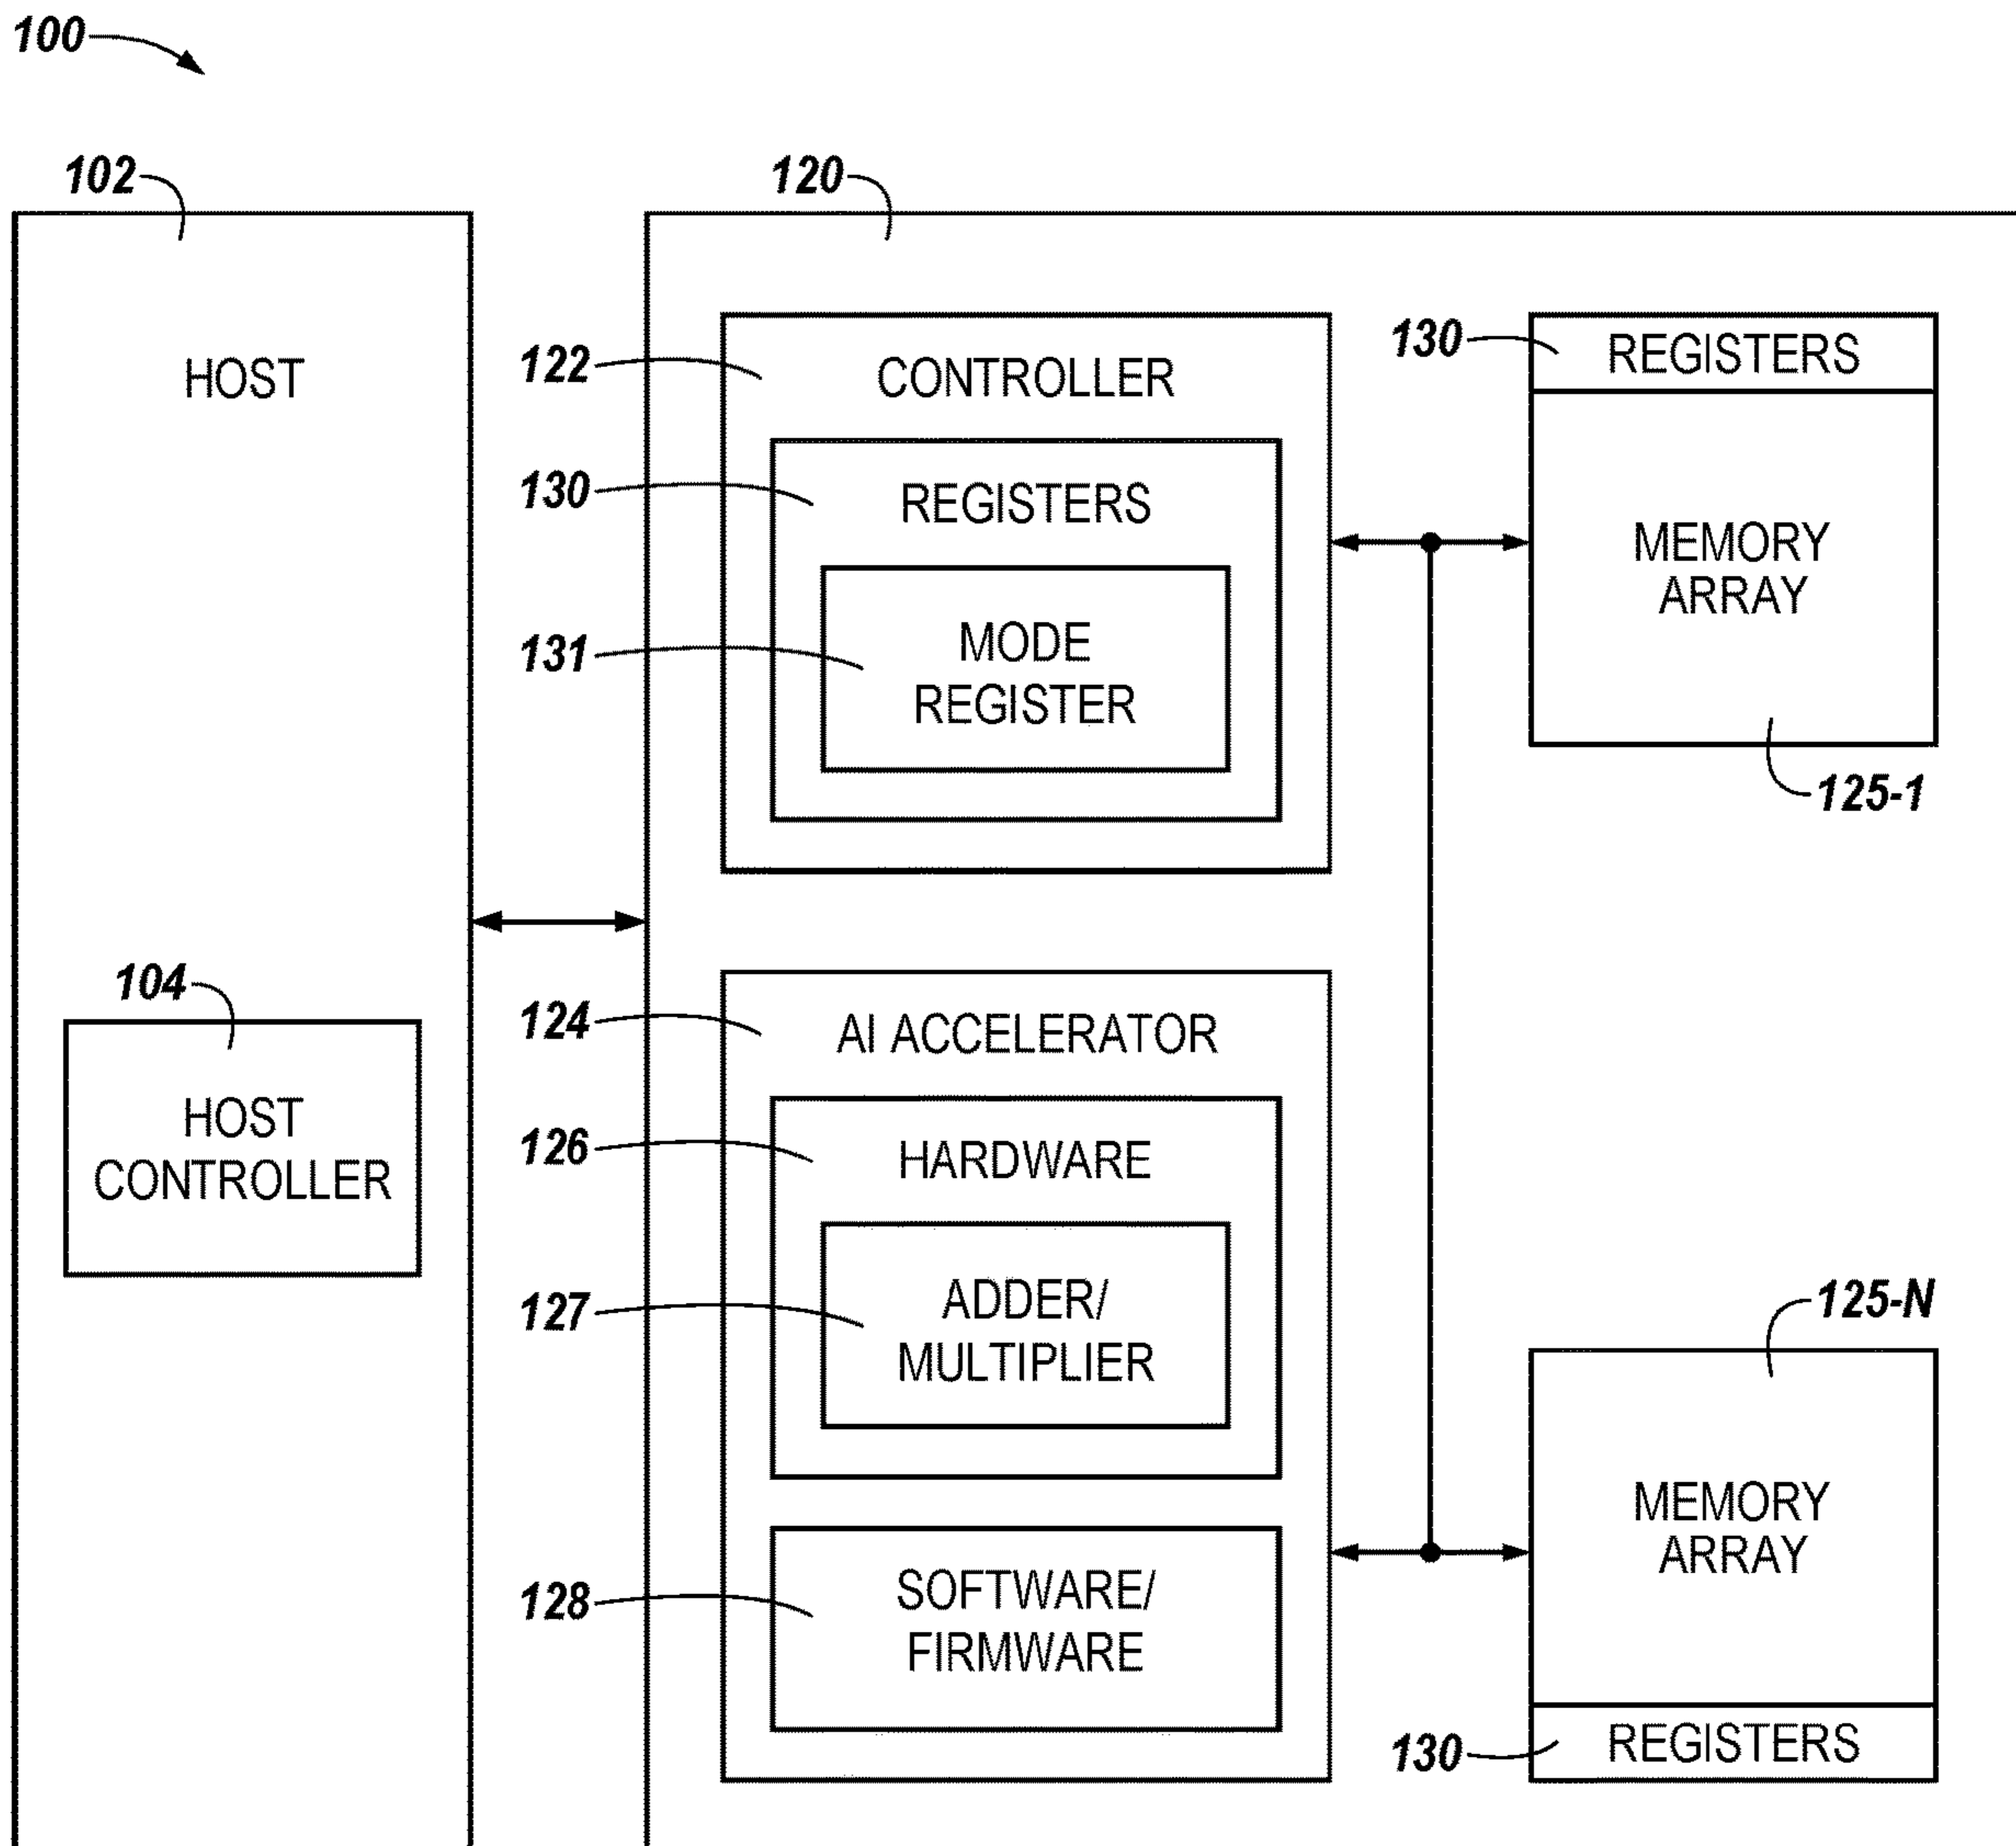 100
102
120
HOST
122
CONTROLLER
130
REGISTERS
131
MODE
REGISTER
130
REGISTERS
MEMORY
ARRAY
125-1
104
HOST
CONTROLLER
124
AI ACCELERATOR
126
HARDWARE
127
ADDER/
MULTIPLIER
128
SOFTWARE/
FIRMWARE
125-N
MEMORY
ARRAY
130
REGISTERS